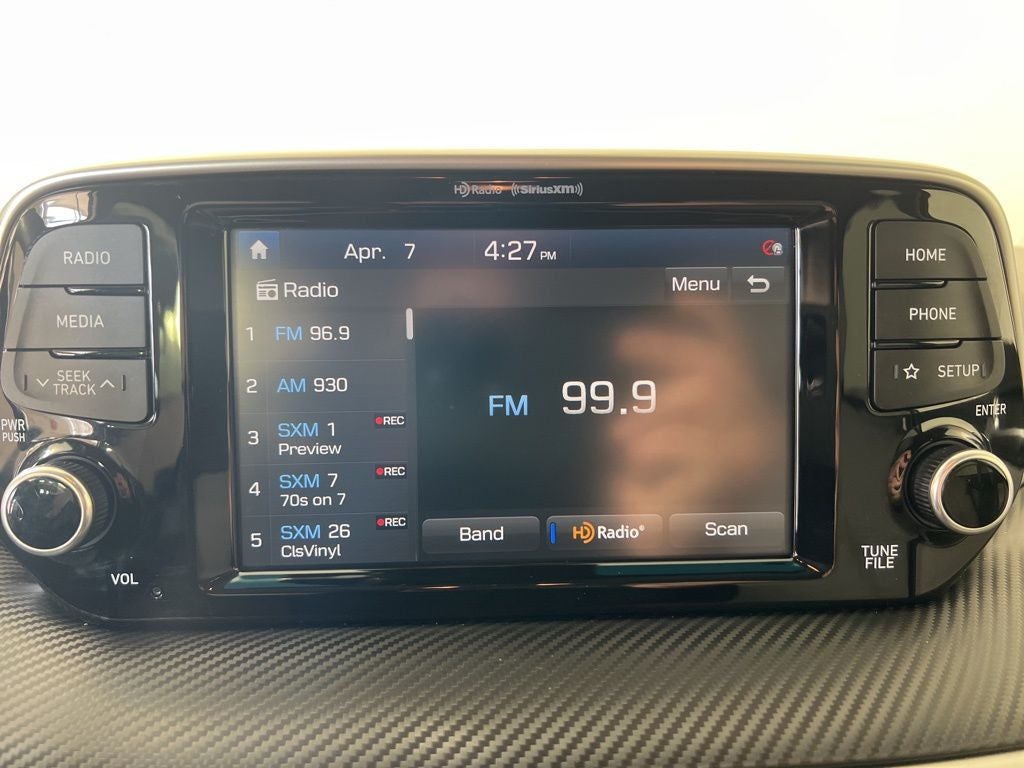 HD Radio ((SiriusXM))
RADIO
MEDIA
SEEK
TRACK
PWR
PUSH
VOL
Apr. 7 4:27 PM
Radio
Menu
1 FM 96.9
2 AM 930
3 SXM 1 REC
Preview
4 SXM 7 REC
70s on 7
5 SXM 26 REC
ClsVinyl
FM 99.9
Band
HD Radio®
Scan
HOME
PHONE
SETUP
ENTER
TUNE
FILE